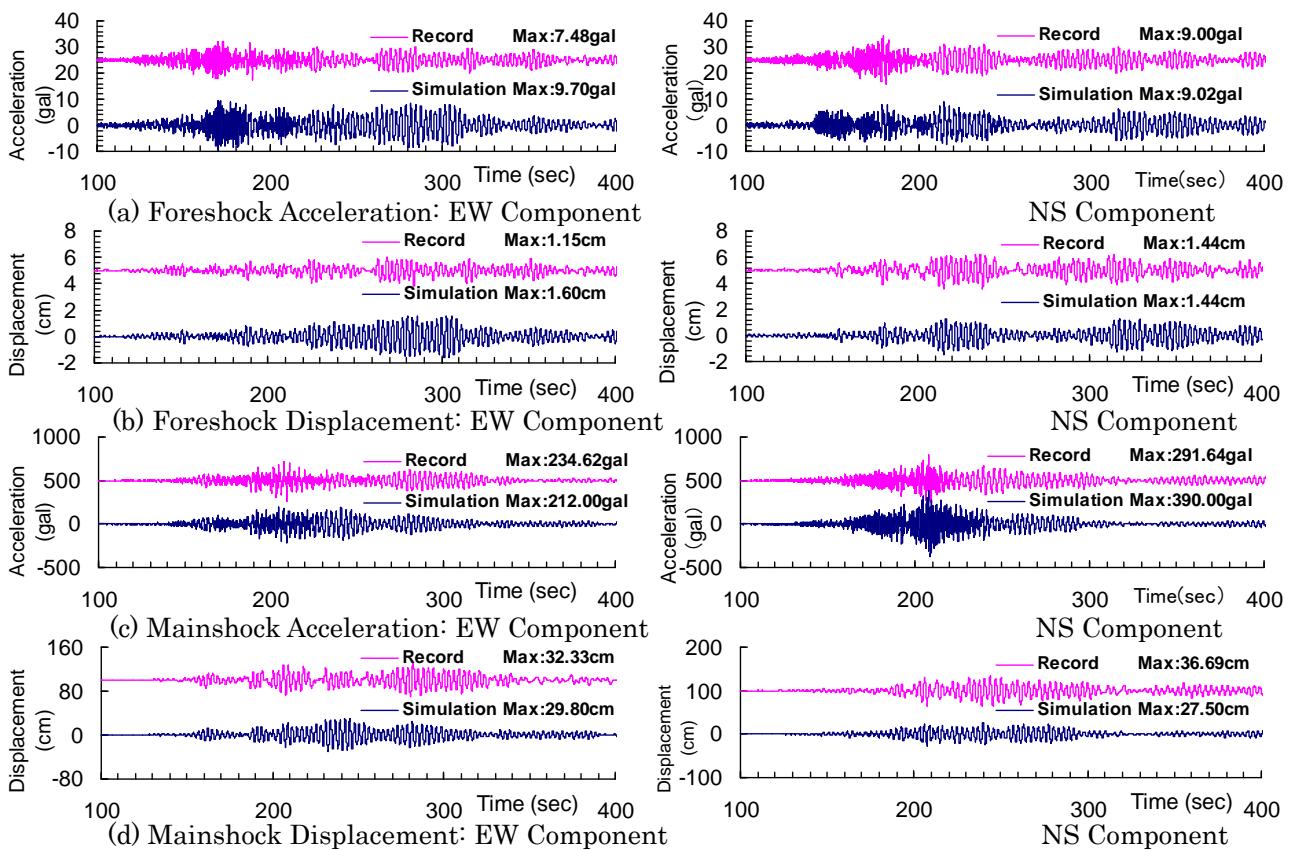 40
30
20
10
0
-10
Acceleration
(gal)
Record Max:7.48gal
Simulation Max:9.70gal
100 200 300 400
Time (sec)
40
30
20
10
0
-10
Acceleration
(gal)
Record Max:9.00gal
Simulation Max:9.02gal
100 200 300 400
Time(sec)
(a) Foreshock Acceleration: EW Component
NS Component
8
6
4
2
0
-2
Displacement
(cm)
Record Max:1.15cm
Simulation Max:1.60cm
100 200 300 400
Time (sec)
8
6
4
2
0
-2
Displacement
(cm)
Record Max:1.44cm
Simulation Max:1.44cm
100 200 300 400
Time (sec)
(b) Foreshock Displacement: EW Component
NS Component
1000
500
0
-500
Acceleration
(gal)
Record Max:234.62gal
Simulation Max:212.00gal
100 200 300 400
Time (sec)
1000
500
0
-500
Acceleration
(gal)
Record Max:291.64gal
Simulation Max:390.00gal
100 200 300 400
Time(sec)
(c) Mainshock Acceleration: EW Component
NS Component
160
80
0
-80
Displacement
(cm)
Record Max:32.33cm
Simulation Max:29.80cm
100 200 300 400
Time (sec)
200
100
0
-100
Displacement
(cm)
Record Max:36.69cm
Simulation Max:27.50cm
100 200 300 400
Time (sec)
(d) Mainshock Displacement: EW Component
NS Component